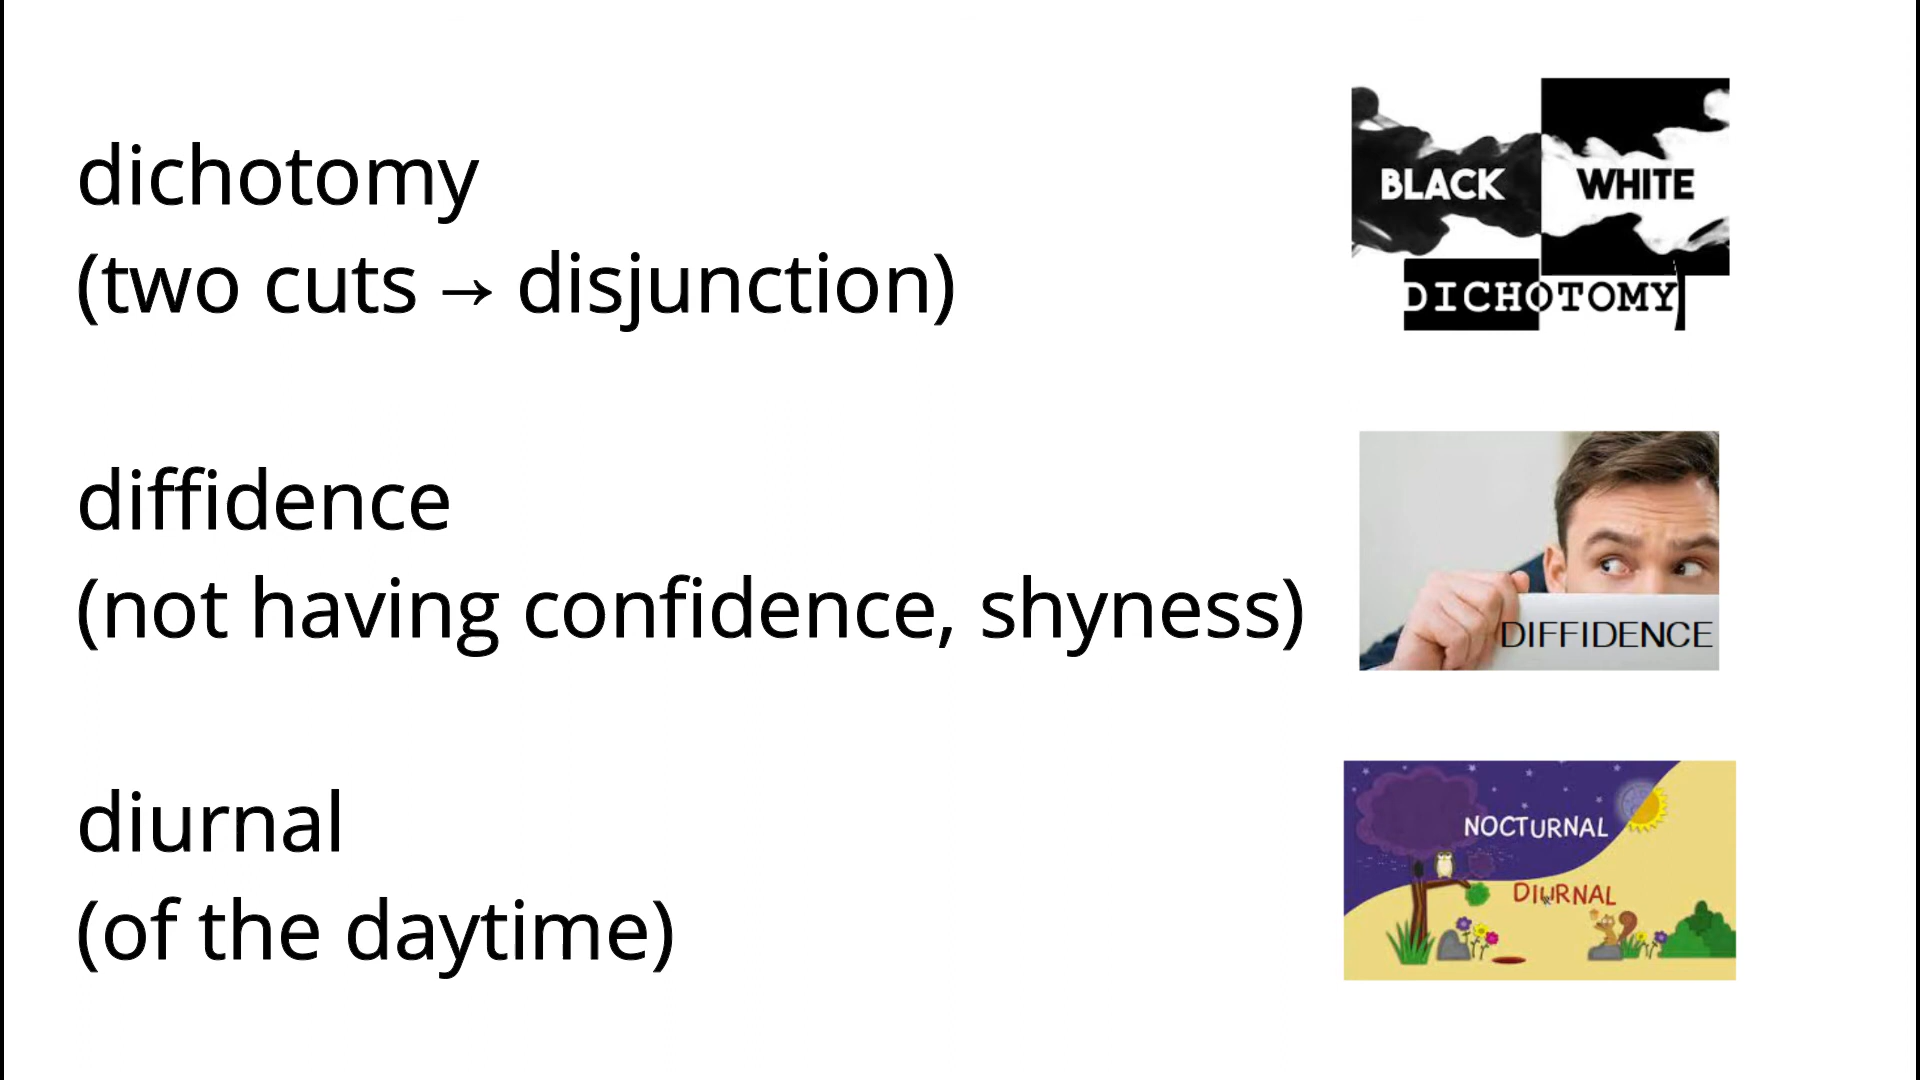 dichotomy
(two cuts → disjunction)
BLACK WHITE
DICHOTOMY
diffidence
(not having confidence, shyness)
DIFFIDENCE
diurnal
(of the daytime)
NOCTURNAL
DIURNAL